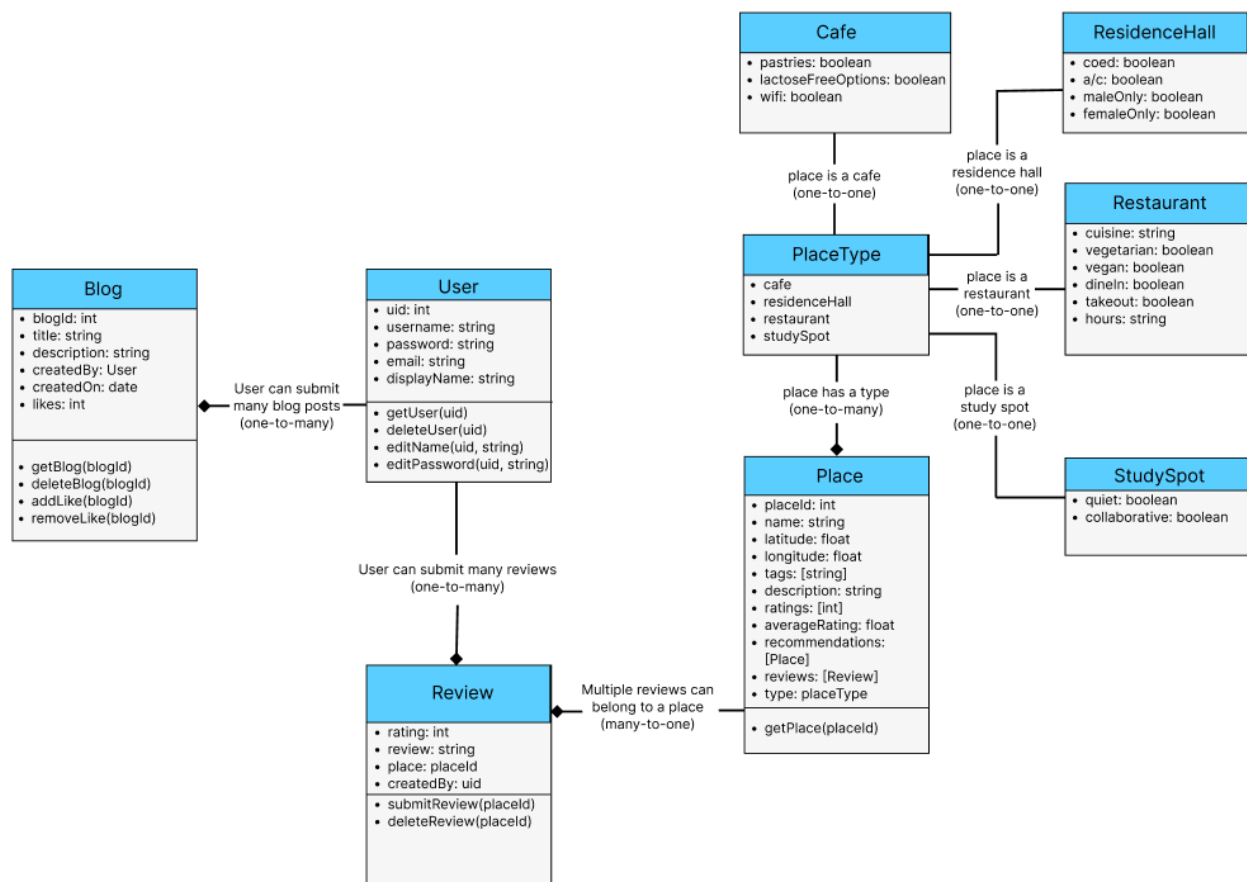 Cafe
• pastries: boolean
• lactoseFreeOptions: boolean
• wifi: boolean
ResidenceHall
• coed: boolean
• a/c: boolean
• maleOnly: boolean
• femaleOnly: boolean
place is a cafe
(one-to-one)
place is a
residence hall
(one-to-one)
Restaurant
• cuisine: string
• vegetarian: boolean
• vegan: boolean
• dineIn: boolean
• takeout: boolean
• hours: string
PlaceType
• cafe
• residenceHall
• restaurant
• studySpot
place is a
restaurant
(one-to-one)
Blog
• blogId: int
• title: string
• description: string
• createdBy: User
• createdOn: date
• likes: int
• getBlog(blogId)
• deleteBlog(blogId)
• addLike(blogId)
• removeLike(blogId)
User can submit
many blog posts
(one-to-many)
User
• uid: int
• username: string
• password: string
• email: string
• displayName: string
• getUser(uid)
• deleteUser(uid)
• editName(uid, string)
• editPassword(uid, string)
place has a type
(one-to-many)
place is a
study spot
(one-to-one)
Place
• placeId: int
• name: string
• latitude: float
• longitude: float
• tags: [string]
• description: string
• ratings: [int]
• averageRating: float
• recommendations:
[Place]
• reviews: [Review]
• type: placeType
• getPlace(placeId)
StudySpot
• quiet: boolean
• collaborative: boolean
User can submit many reviews
(one-to-many)
Review
• rating: int
• review: string
• place: placeId
• createdBy: uid
• submitReview(placeId)
• deleteReview(placeId)
Multiple reviews can
belong to a place
(many-to-one)